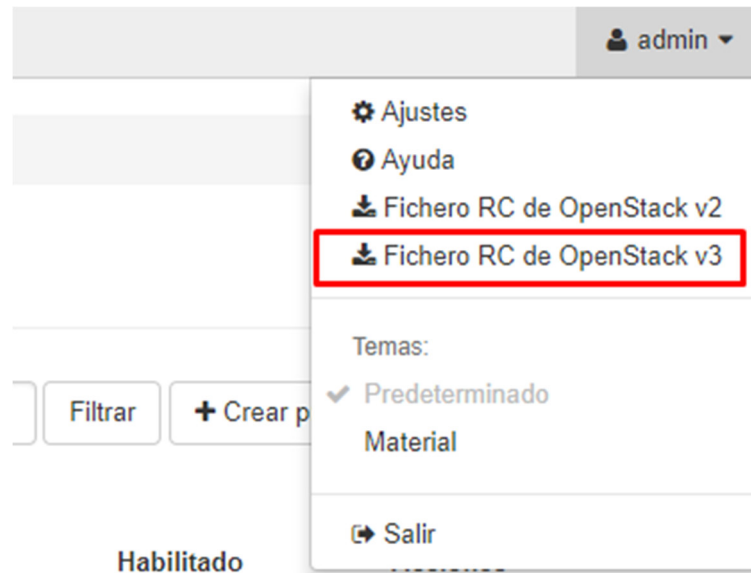 admin
Ajustes
Ayuda
Fichero RC de OpenStack v2
Fichero RC de OpenStack v3
Temas:
Predeterminado
Filtrar
+ Crear p
Material
Salir
Habilitado